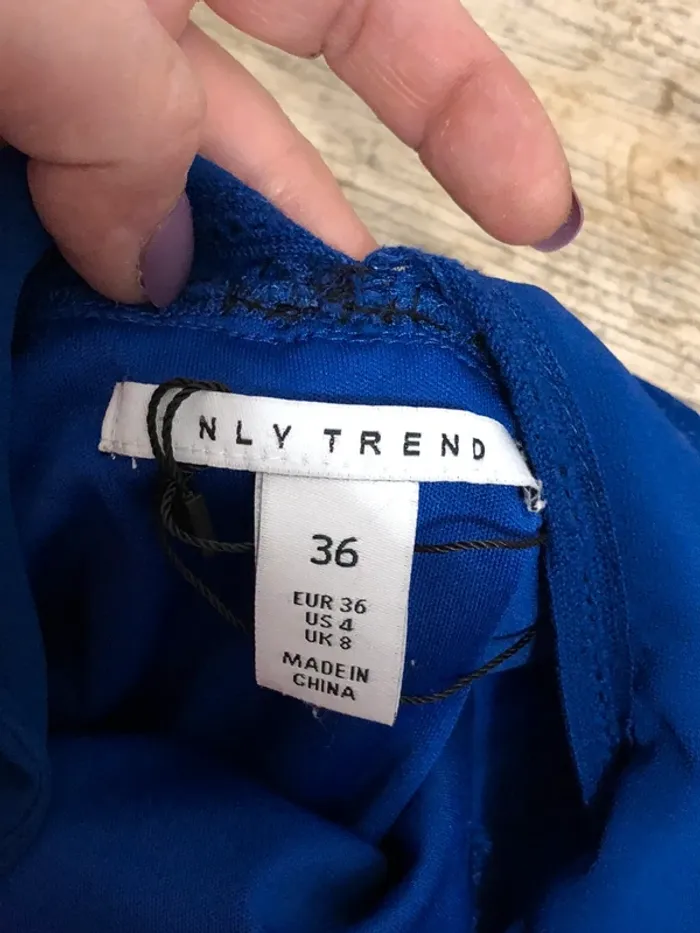 NLY TREND
36
EUR 36
US 4
UK 8
MADE IN
CHINA